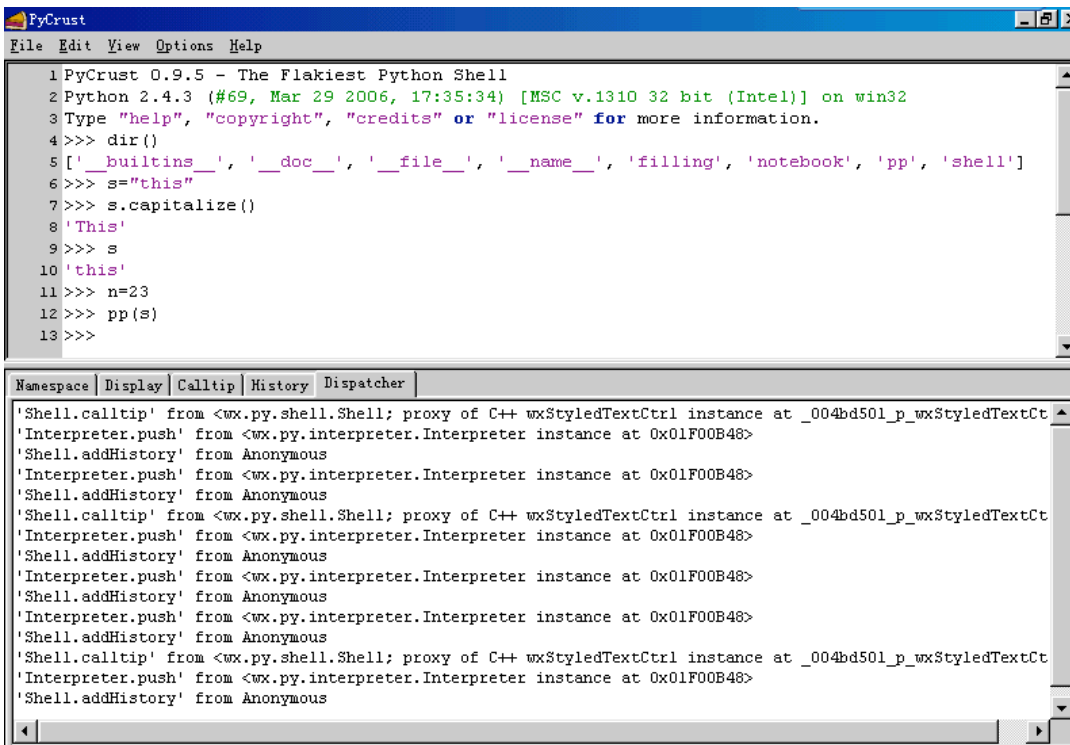 PyCrust
File Edit View Options Help
1 PyCrust 0.9.5 - The Flakiest Python Shell
2 Python 2.4.3 (#69, Mar 29 2006, 17:35:34) [MSC v.1310 32 bit (Intel)] on win32
3 Type "help", "copyright", "credits" or "license" for more information.
4 >>> dir()
5 ['__builtins__', '__doc__', '__file__', '__name__', 'filling', 'notebook', 'pp', 'shell']
6 >>> s="this"
7 >>> s.capitalize()
8 'This'
9 >>> s
10 'this'
11 >>> n=23
12 >>> pp(s)
13 >>>
Namespace Display Calltip History Dispatcher
'Shell.calltip' from <wx.py.shell.Shell; proxy of C++ wxStyledTextCtrl instance at _004bd501_p_wxStyledTextCt
'Interpreter.push' from <wx.py.interpreter.Interpreter instance at 0x01F00B48>
'Shell.addHistory' from Anonymous
'Interpreter.push' from <wx.py.interpreter.Interpreter instance at 0x01F00B48>
'Shell.addHistory' from Anonymous
'Shell.calltip' from <wx.py.shell.Shell; proxy of C++ wxStyledTextCtrl instance at _004bd501_p_wxStyledTextCt
'Interpreter.push' from <wx.py.interpreter.Interpreter instance at 0x01F00B48>
'Shell.addHistory' from Anonymous
'Interpreter.push' from <wx.py.interpreter.Interpreter instance at 0x01F00B48>
'Shell.addHistory' from Anonymous
'Interpreter.push' from <wx.py.interpreter.Interpreter instance at 0x01F00B48>
'Shell.addHistory' from Anonymous
'Shell.calltip' from <wx.py.shell.Shell; proxy of C++ wxStyledTextCtrl instance at _004bd501_p_wxStyledTextCt
'Interpreter.push' from <wx.py.interpreter.Interpreter instance at 0x01F00B48>
'Shell.addHistory' from Anonymous